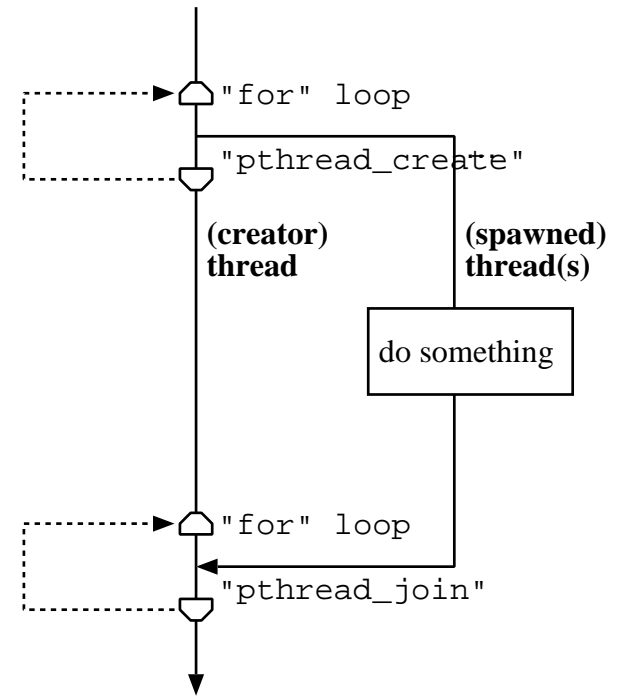 "for" loop
"pthread_create"
(creator)
thread
(spawned)
thread(s)
do something
"for" loop
"pthread_join"